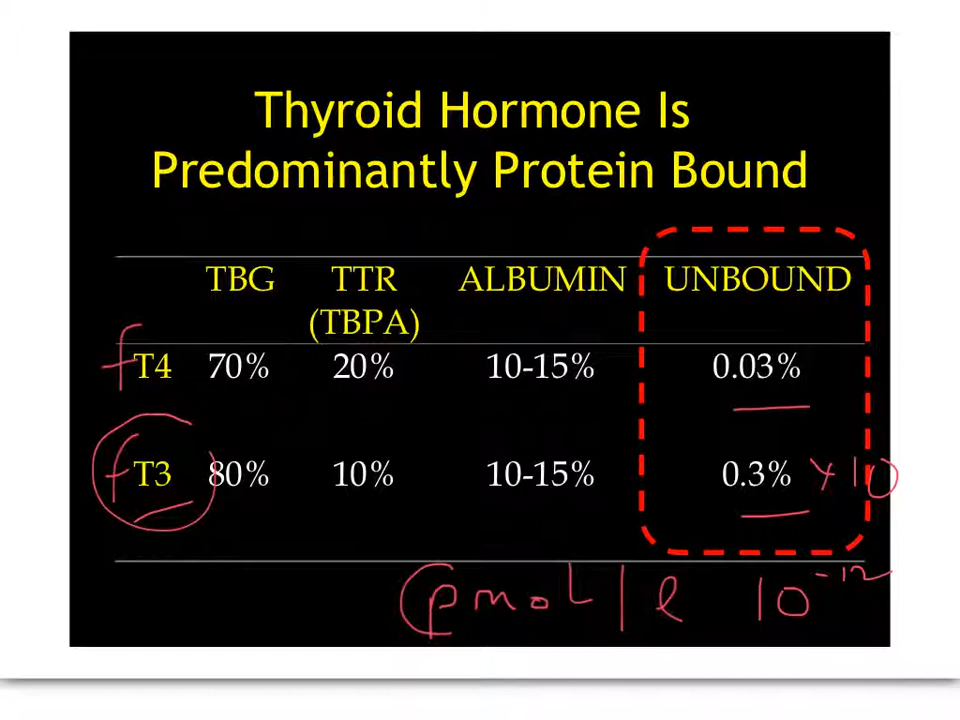 Thyroid Hormone Is
Predominantly Protein Bound
TBG TTR ALBUMIN UNBOUND
(TBPA)
f T4 70% 20% 10-15% 0.03%
f T3 80% 10% 10-15% 0.3% x 10
pmol/l 10-12